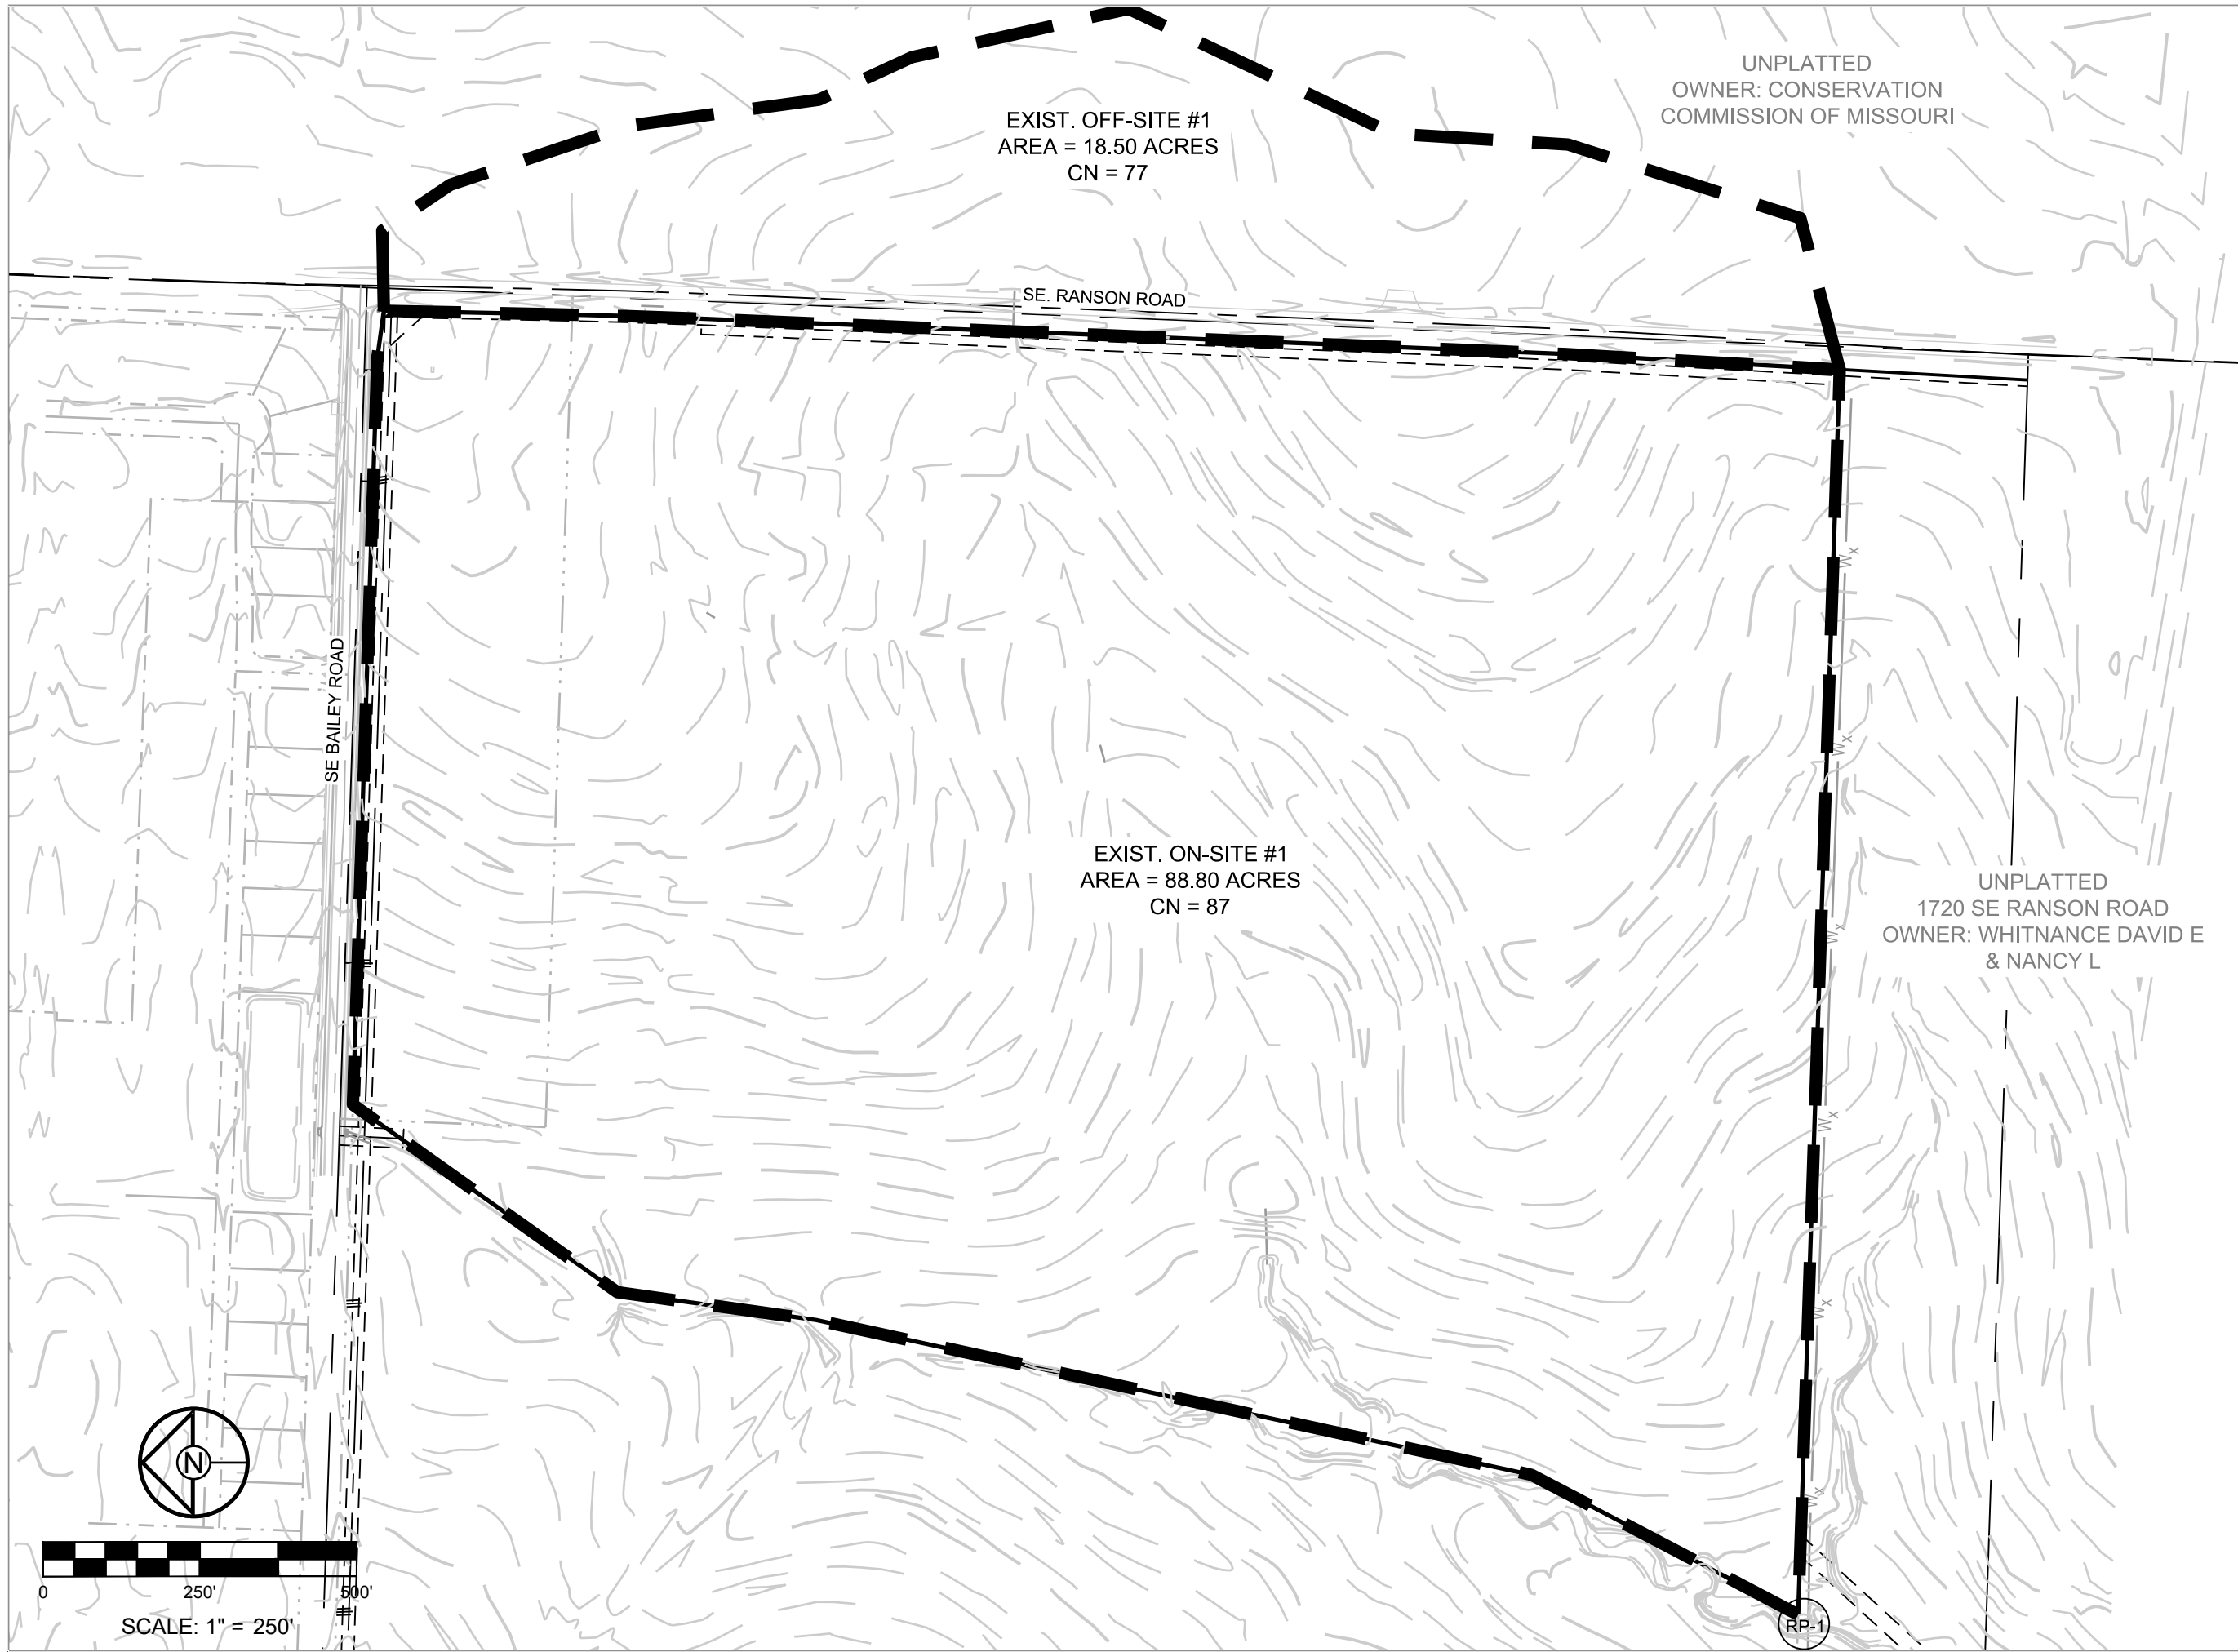 UNPLATTED
OWNER: CONSERVATION
COMMISSION OF MISSOURI
EXIST. OFF-SITE #1
AREA = 18.50 ACRES
CN = 77
SE. RANSON ROAD
SE BAILEY ROAD
EXIST. ON-SITE #1
AREA = 88.80 ACRES
CN = 87
UNPLATTED
1720 SE RANSON ROAD
OWNER: WHITNANCE DAVID E
& NANCY L
W x
W x
W x
W x
W x
W x
N
0 250' 500'
SCALE: 1" = 250'
RP-1